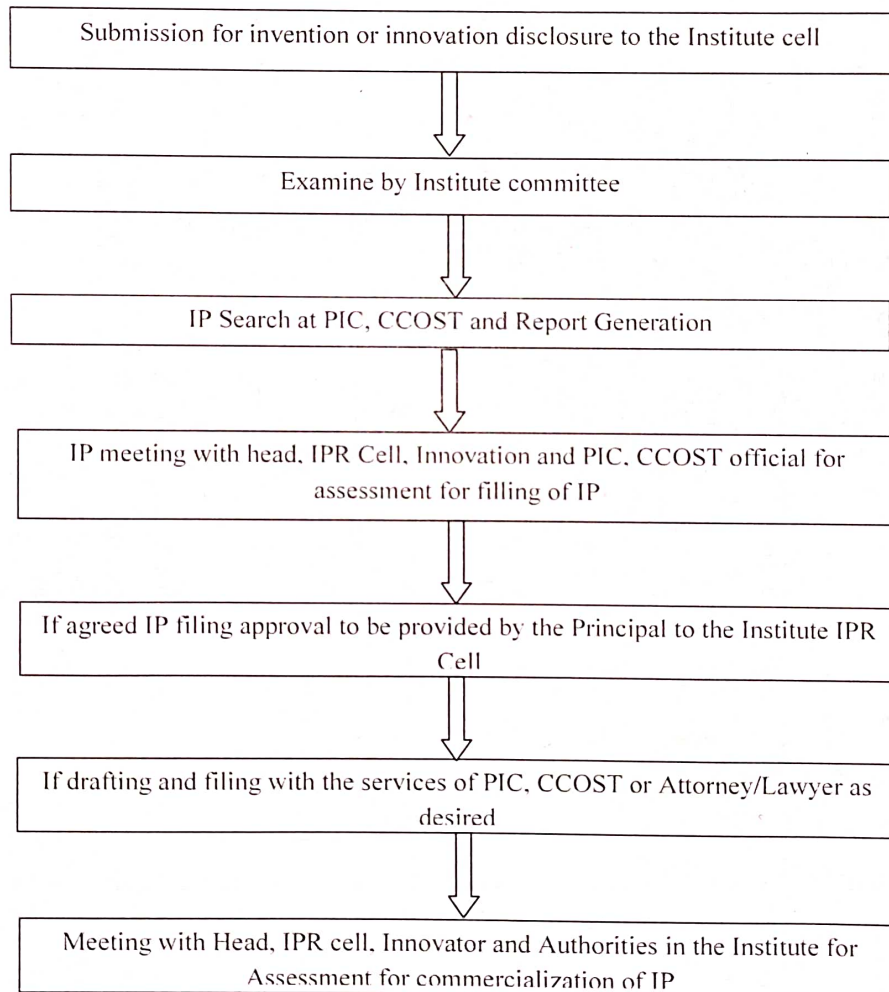 Submission for invention or innovation disclosure to the Institute cell
Examine by Institute committee
IP Search at PIC, CCOST and Report Generation
IP meeting with head, IPR Cell, Innovation and PIC, CCOST official for
assessment for filling of IP
If agreed IP filing approval to be provided by the Principal to the Institute IPR
Cell
If drafting and filing with the services of PIC, CCOST or Attorney/Lawyer as
desired
Meeting with Head, IPR cell, Innovator and Authorities in the Institute for
Assessment for commercialization of IP